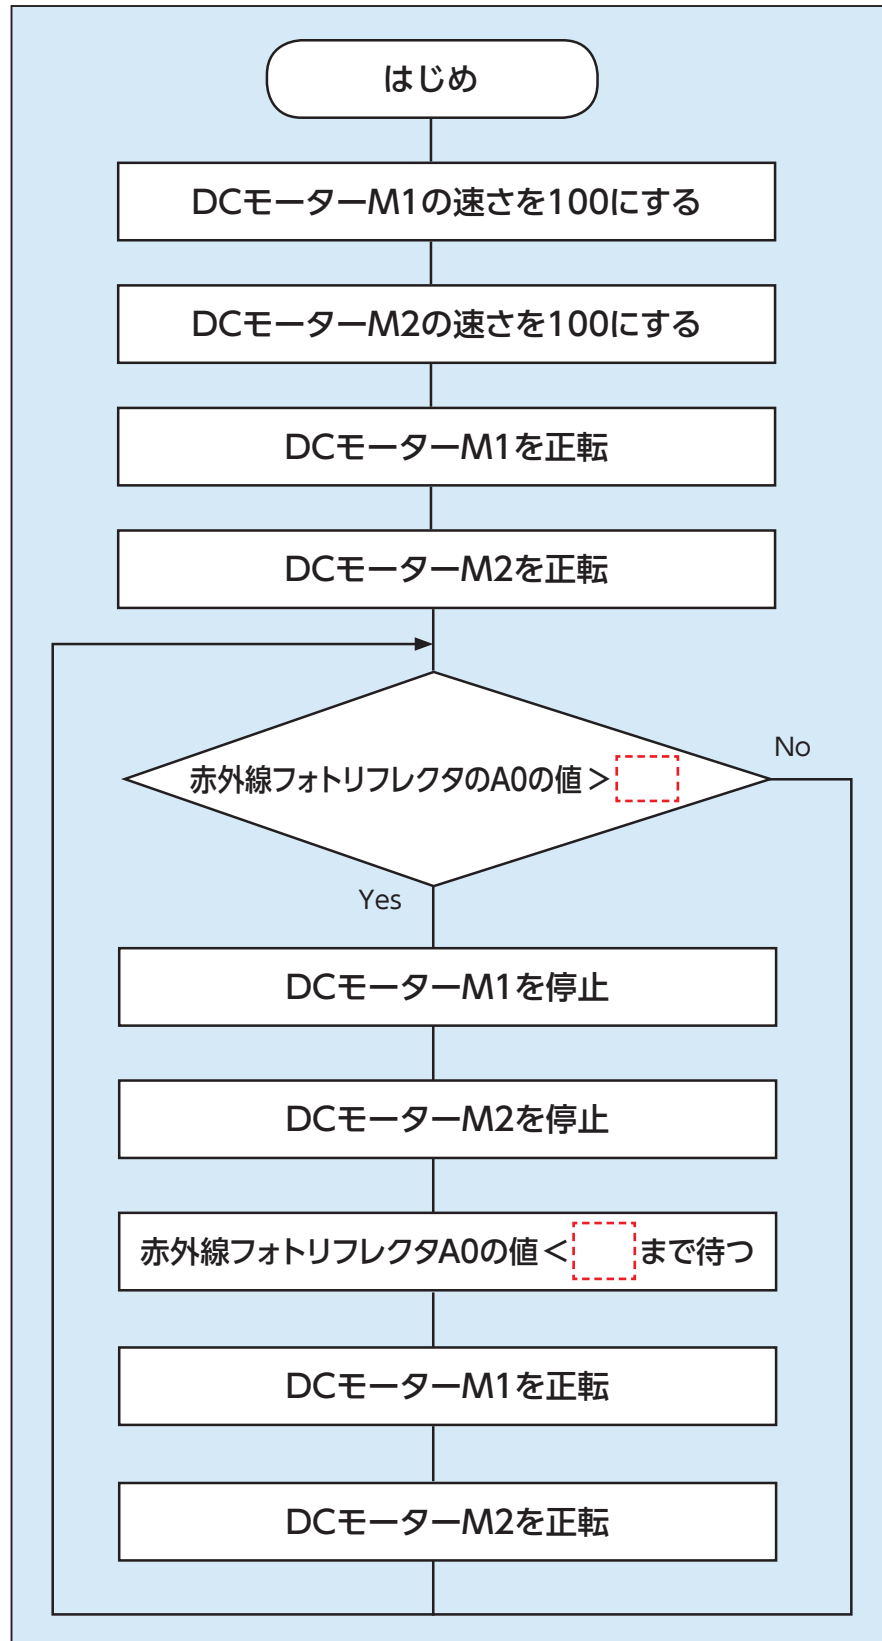 はじめ
DCモーターM1の速さを100にする
DCモーターM2の速さを100にする
DCモーターM1を正転
DCモーターM2を正転
赤外線フォトリフレクタのA0の値>
No
Yes
DCモーターM1を停止
DCモーターM2を停止
赤外線フォトリフレクタA0の値< まで待つ
DCモーターM1を正転
DCモーターM2を正転